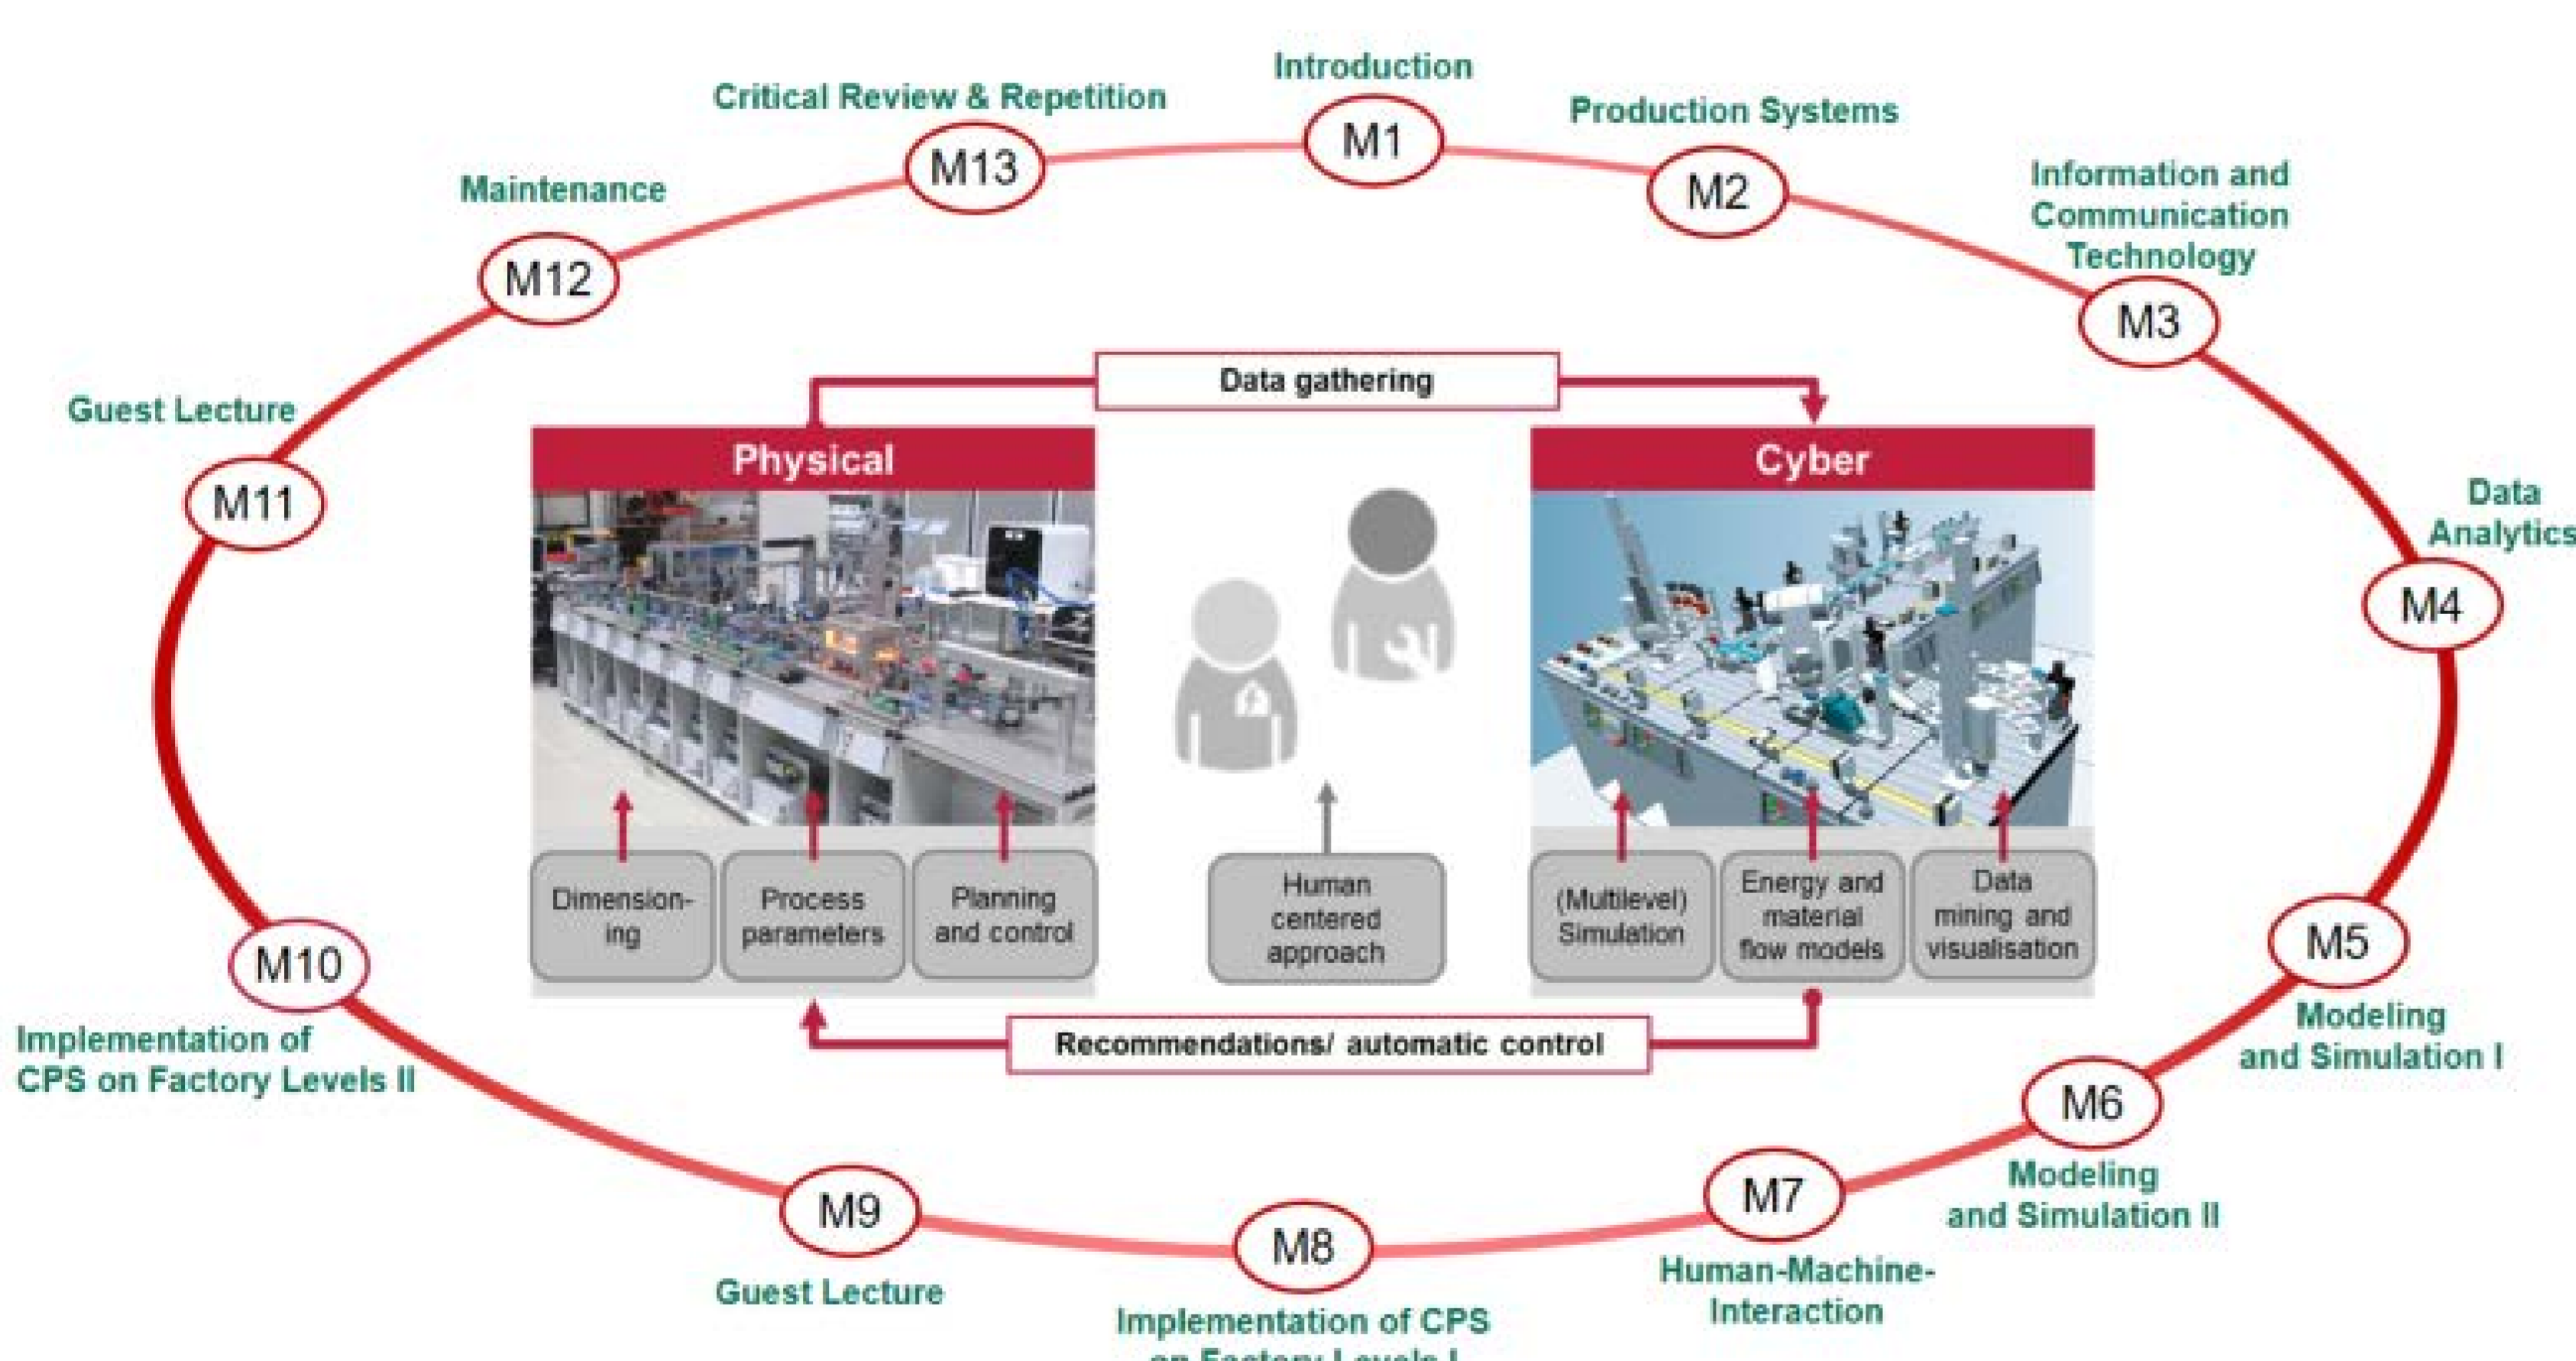 Introduction
M1
Production Systems
M2
Information and
Communication
Technology
M3
Data
Analytics
M4
M5
Modeling
and Simulation I
M6
Modeling
and Simulation II
M7
Human-Machine-
Interaction
M8
Implementation of CPS
on Factory Levels I
M9
Guest Lecture
M10
Implementation of
CPS on Factory Levels II
Guest Lecture
M11
Maintenance
M12
Critical Review & Repetition
M13
Data gathering
Physical
Dimension-
ing
Process
parameters
Planning
and control
Human
centered
approach
Cyber
(Multilevel)
Simulation
Energy and
material
flow models
Data
mining and
visualisation
Recommendations/ automatic control